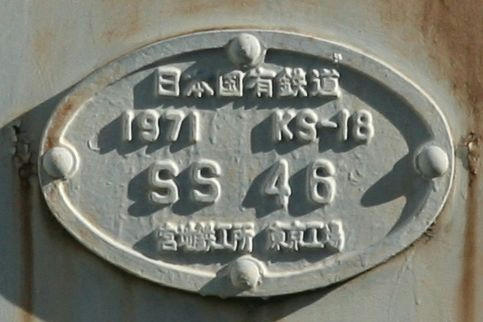 日本国有鉄道
1971 KS-18
SS 46
宮地鉄工所 東京工場